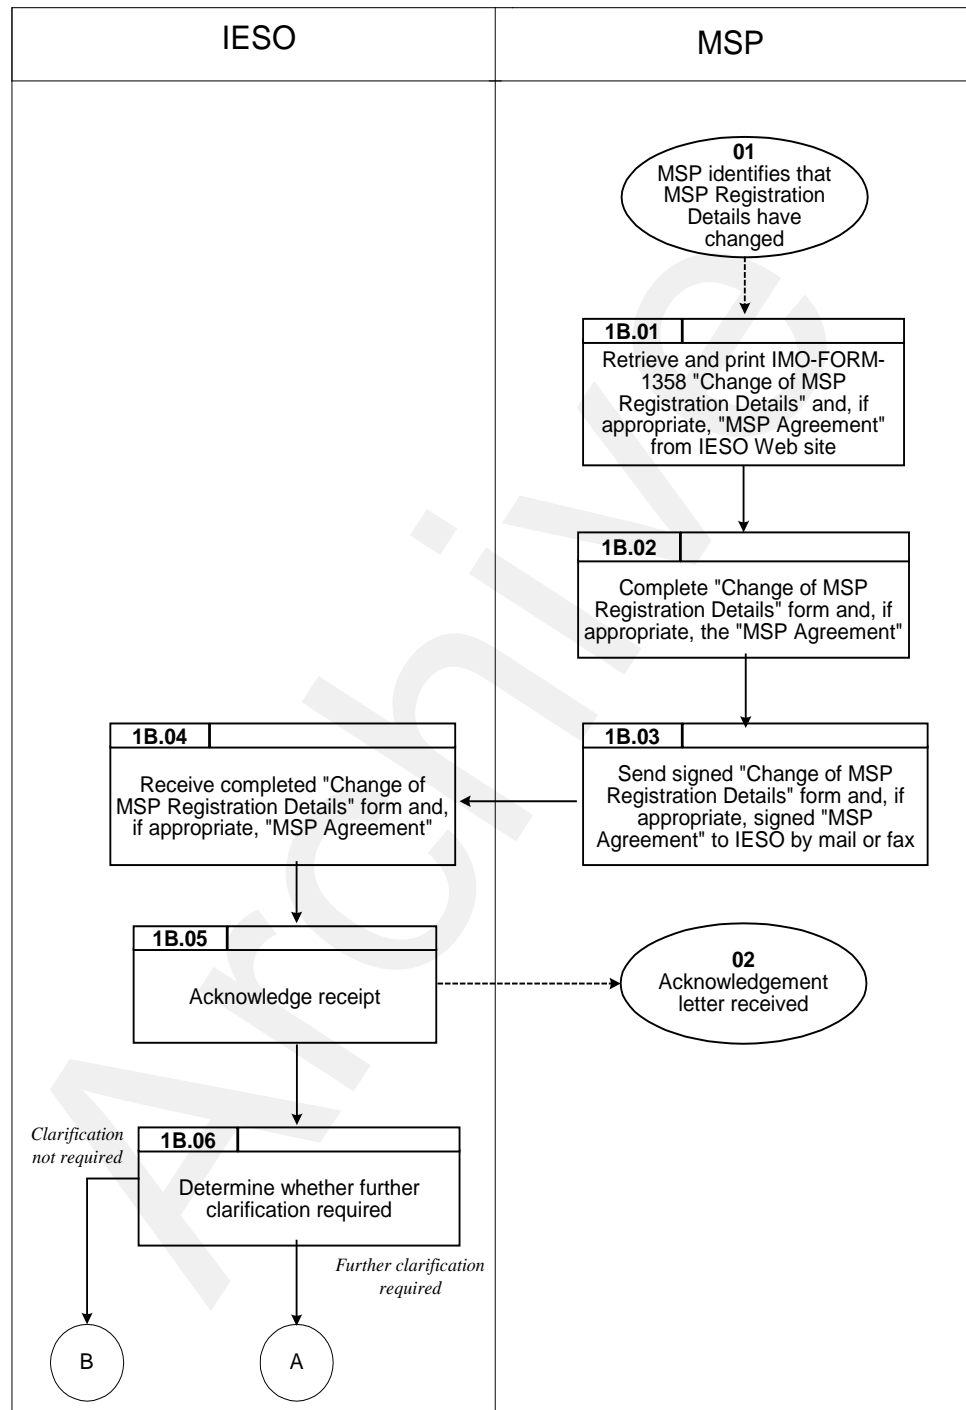 IESO
MSP
01
MSP identifies that
MSP Registration
Details have
changed
1B.01
Retrieve and print IMO-FORM-
1358 "Change of MSP
Registration Details" and, if
appropriate, "MSP Agreement"
from IESO Web site
1B.02
Complete "Change of MSP
Registration Details" form and, if
appropriate, the "MSP Agreement"
1B.03
Send signed "Change of MSP
Registration Details" form and, if
appropriate, signed "MSP
Agreement" to IESO by mail or fax
1B.04
Receive completed "Change of
MSP Registration Details" form and,
if appropriate, "MSP Agreement"
1B.05
Acknowledge receipt
02
Acknowledgement
letter received
1B.06
Determine whether further
clarification required
Clarification
not required
Further clarification
required
B
A
Archive